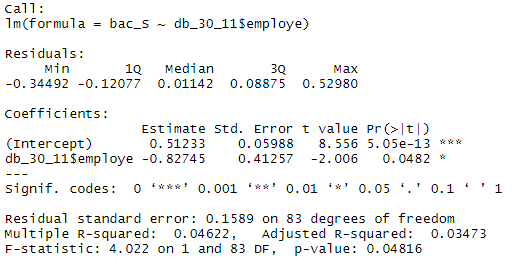 Call:
lm(formula = bac_S ~ db_30_11$employe)
Residuals:
Min 1Q Median 3Q Max
-0.34492 -0.12077 0.01142 0.08875 0.52980
Coefficients:
Estimate Std. Error t value Pr(>|t|)
(Intercept) 0.51233 0.05988 8.556 5.05e-13 ***
db_30_11$employe -0.82745 0.41257 -2.006 0.0482 *
---
Signif. codes: 0 ‘***’ 0.001 ‘**’ 0.01 ‘*’ 0.05 ‘.’ 0.1 ‘ ’ 1
Residual standard error: 0.1589 on 83 degrees of freedom
Multiple R-squared: 0.04622, Adjusted R-squared: 0.03473
F-statistic: 4.022 on 1 and 83 DF, p-value: 0.04816